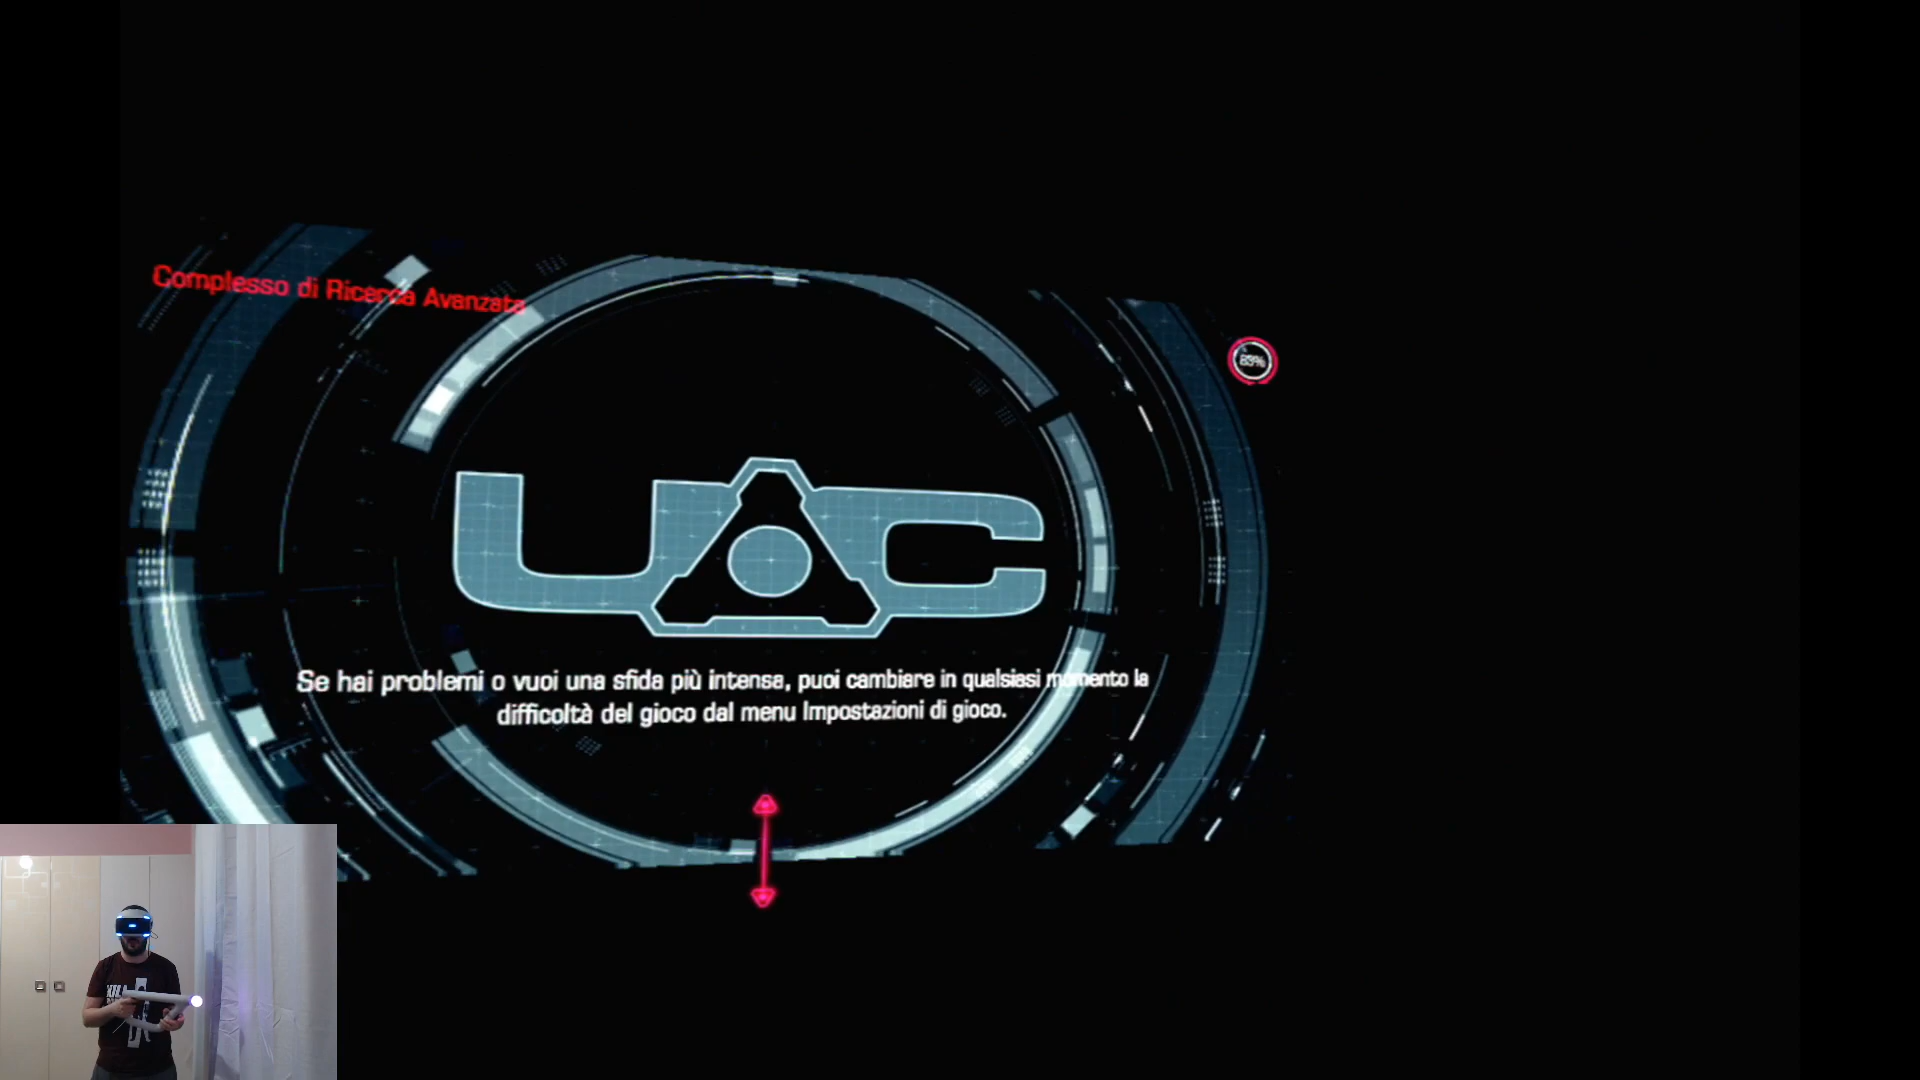 Complesso di Ricerca Avanzata
83%
UAC
Se hai problemi o vuoi una sfida più intensa, puoi cambiare in qualsiasi momento la
difficoltà del gioco dal menu Impostazioni di gioco.